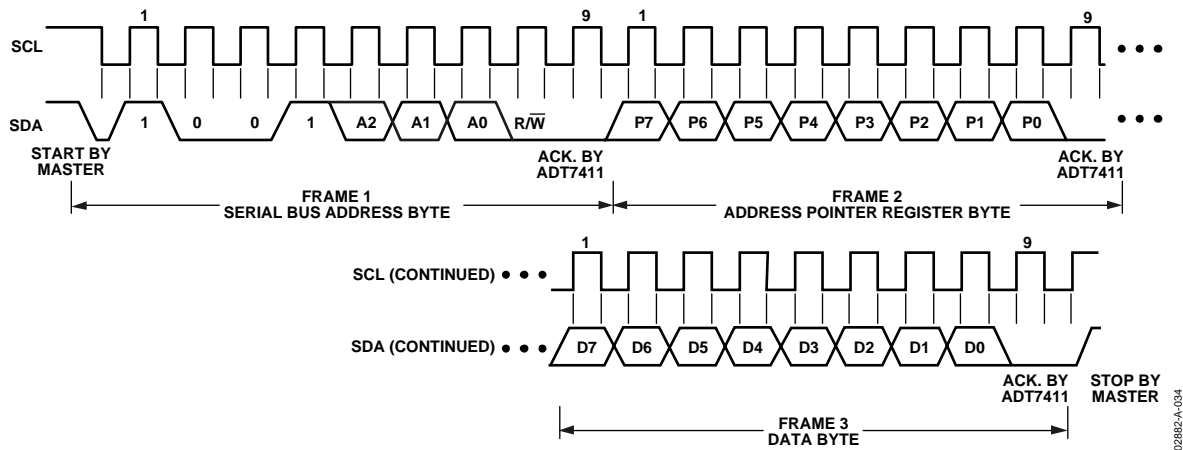 1 9 1 9
SCL
SDA 1 0 0 1 A2 A1 A0 R/W̅ P7 P6 P5 P4 P3 P2 P1 P0
START BY
MASTER
ACK. BY
ADT7411
ACK. BY
ADT7411
FRAME 1
SERIAL BUS ADDRESS BYTE
FRAME 2
ADDRESS POINTER REGISTER BYTE
1 9
SCL (CONTINUED)
SDA (CONTINUED) D7 D6 D5 D4 D3 D2 D1 D0
ACK. BY
ADT7411
STOP BY
MASTER
FRAME 3
DATA BYTE
02882-A-034